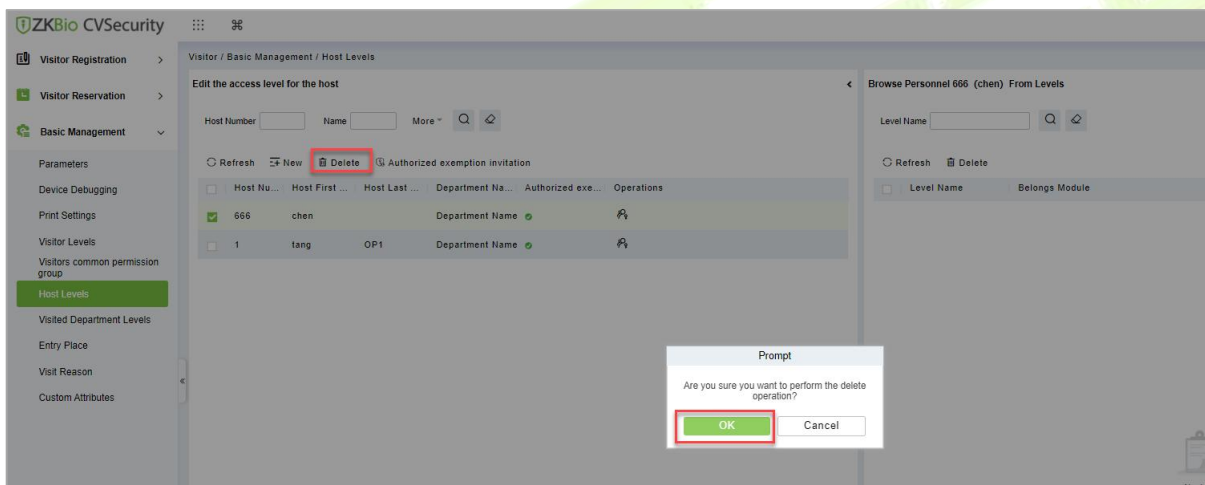 ZKBio CVSecurity
Visitor Registration
Visitor Reservation
Basic Management
Parameters
Device Debugging
Print Settings
Visitor Levels
Visitors common permission
group
Host Levels
Visited Department Levels
Entry Place
Visit Reason
Custom Attributes
Visitor / Basic Management / Host Levels
Edit the access level for the host
Host Number Name More
Refresh New Delete Authorized exemption invitation
Host Nu... Host First ... Host Last ... Department Na... Authorized exe... Operations
666 chen Department Name
1 tang OP1 Department Name
Browse Personnel 666 (chen) From Levels
Level Name
Refresh Delete
Level Name Belongs Module
Prompt
Are you sure you want to perform the delete
operation?
OK Cancel